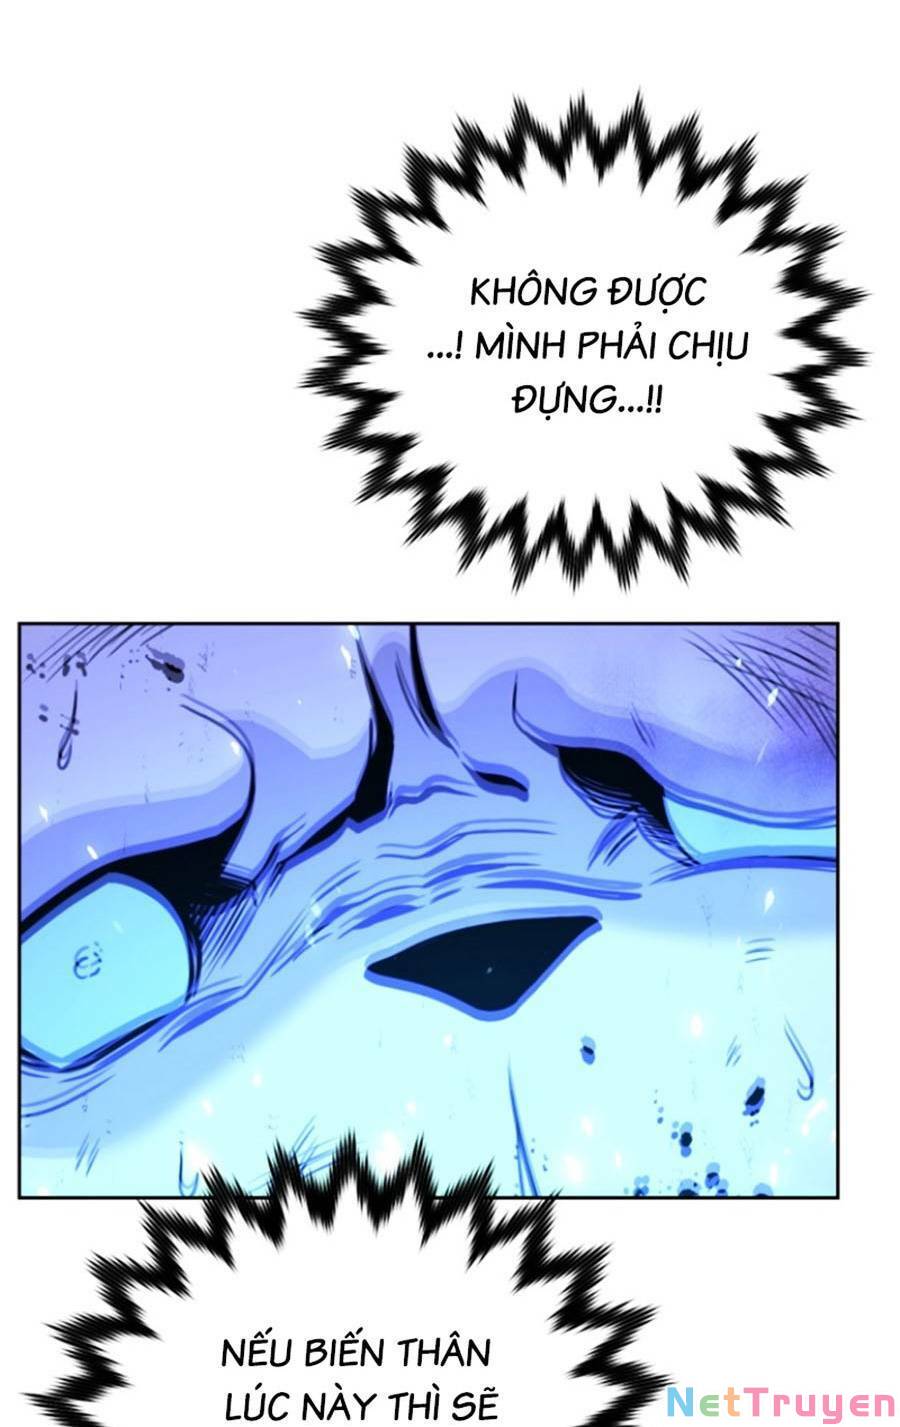 KHÔNG ĐƯỢC
...! MÌNH PHẢI CHỊU
ĐỰNG...!!
NẾU BIẾN THÂN
LÚC NÀY THÌ SẼ
NetTruyen